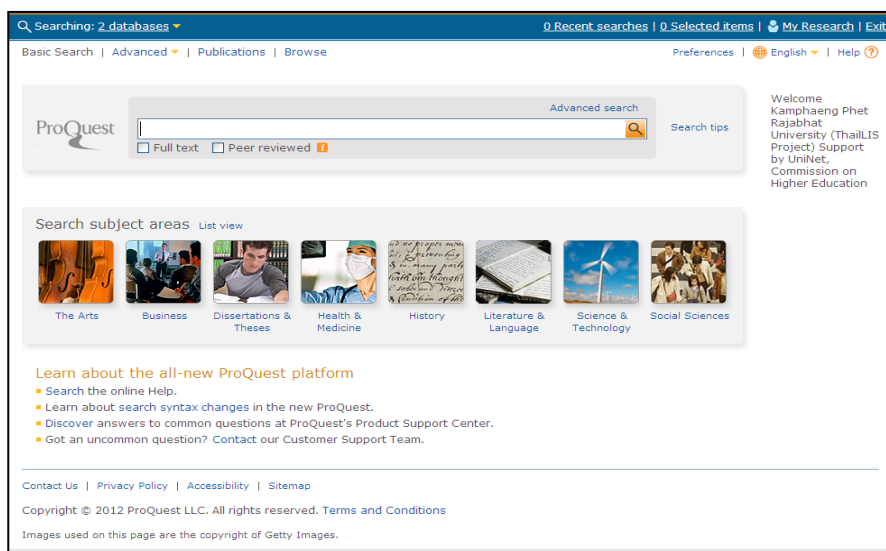 Searching: 2 databases 0 Recent searches | 0 Selected items | My Research | Exit
Basic Search | Advanced | Publications | Browse Preferences | English | Help ?
Advanced search
ProQuest
Search tips
Full text Peer reviewed i
Welcome
Kamphaeng Phet
Rajabhat
University (ThailLIS
Project) Support
by UniNet,
Commission on
Higher Education
Search subject areas List view
The Arts
Business
Dissertations &
Theses
Health &
Medicine
History
Literature &
Language
Science &
Technology
Social Sciences
Learn about the all-new ProQuest platform
Search the online Help.
Learn about search syntax changes in the new ProQuest.
Discover answers to common questions at ProQuest's Product Support Center.
Got an uncommon question? Contact our Customer Support Team.
Contact Us | Privacy Policy | Accessibility | Sitemap
Copyright © 2012 ProQuest LLC. All rights reserved. Terms and Conditions
Images used on this page are the copyright of Getty Images.